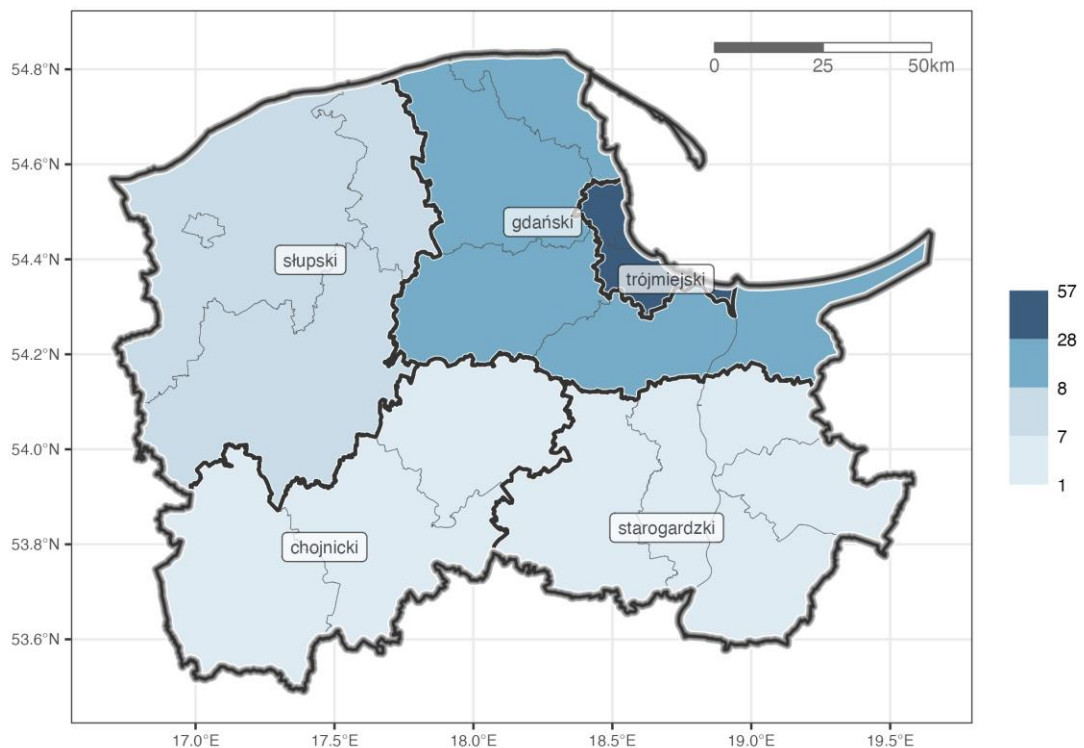 0 25 50km
54.8°N
54.6°N
54.4°N
54.2°N
54.0°N
53.8°N
53.6°N
gdański
słupski
trójmiejski
chojnicki
starogardzki
57
28
8
7
1
17.0°E 17.5°E 18.0°E 18.5°E 19.0°E 19.5°E